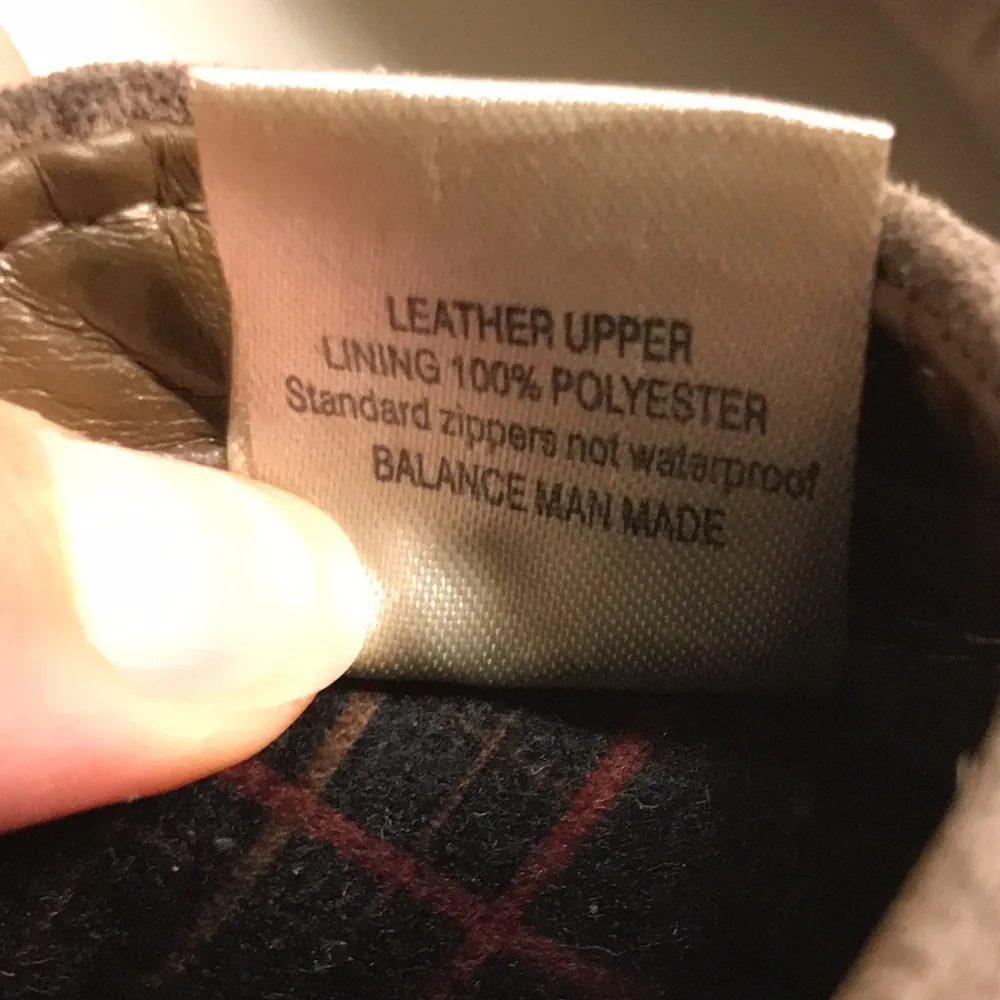 LEATHER UPPER
LINING 100% POLYESTER
Standard zippers not waterproof
BALANCE MAN MADE